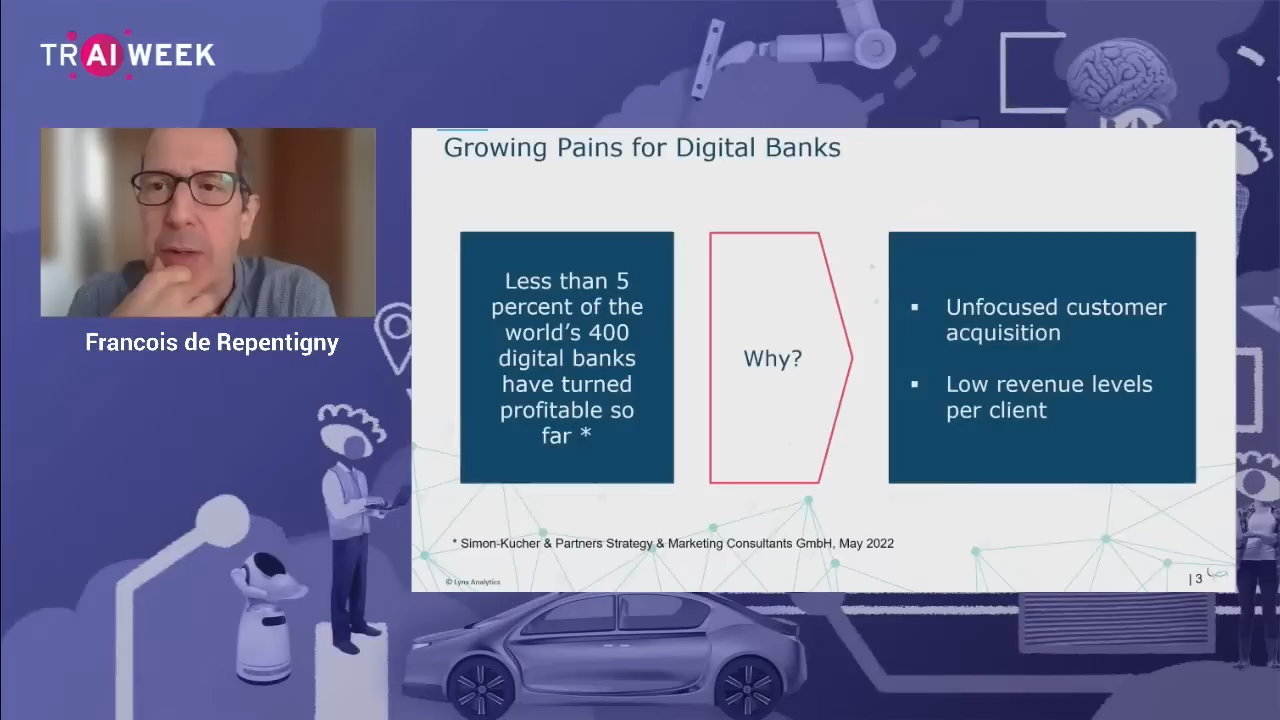 TRAI WEEK
Francois de Repentigny
Growing Pains for Digital Banks
Less than 5
percent of the
world's 400
digital banks
have turned
profitable so
far *
Why?
▪ Unfocused customer
acquisition
▪ Low revenue levels
per client
* Simon-Kucher & Partners Strategy & Marketing Consultants GmbH, May 2022
© Lynx Analytics
| 3